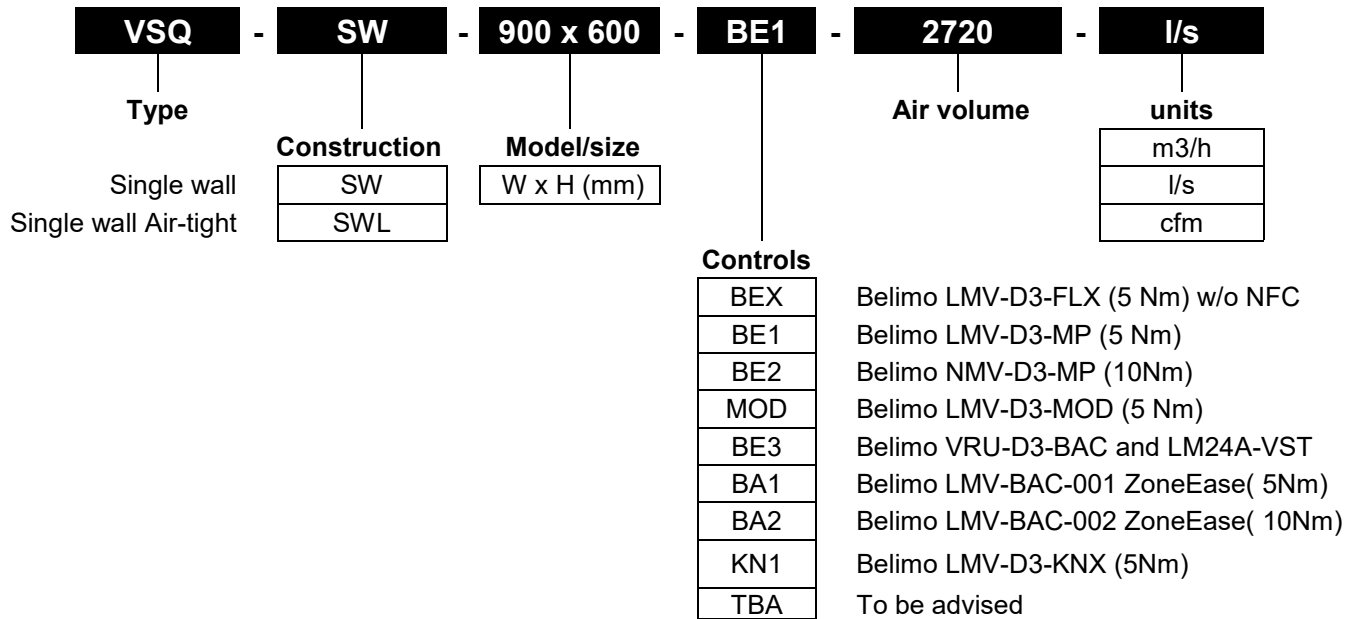 VSQ - SW - 900 x 600 - BE1 - 2720 - l/s
Type Air volume units
Construction Model/size m3/h
Single wall SW W x H (mm) l/s
Single wall Air-tight SWL cfm
Controls
BEX Belimo LMV-D3-FLX (5 Nm) w/o NFC
BE1 Belimo LMV-D3-MP (5 Nm)
BE2 Belimo NMV-D3-MP (10Nm)
MOD Belimo LMV-D3-MOD (5 Nm)
BE3 Belimo VRU-D3-BAC and LM24A-VST
BA1 Belimo LMV-BAC-001 ZoneEase( 5Nm)
BA2 Belimo LMV-BAC-002 ZoneEase( 10Nm)
KN1 Belimo LMV-D3-KNX (5Nm)
TBA To be advised